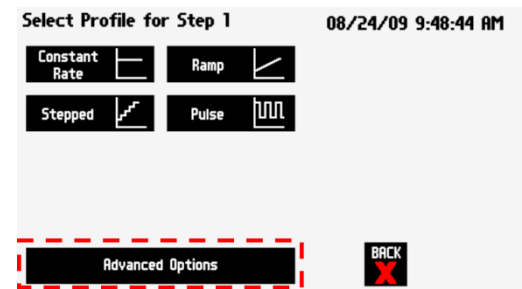 Select Profile for Step 1
08/24/09 9:48:44 AM
Constant
Rate
Ramp
Stepped
Pulse
Advanced Options
BACK
X